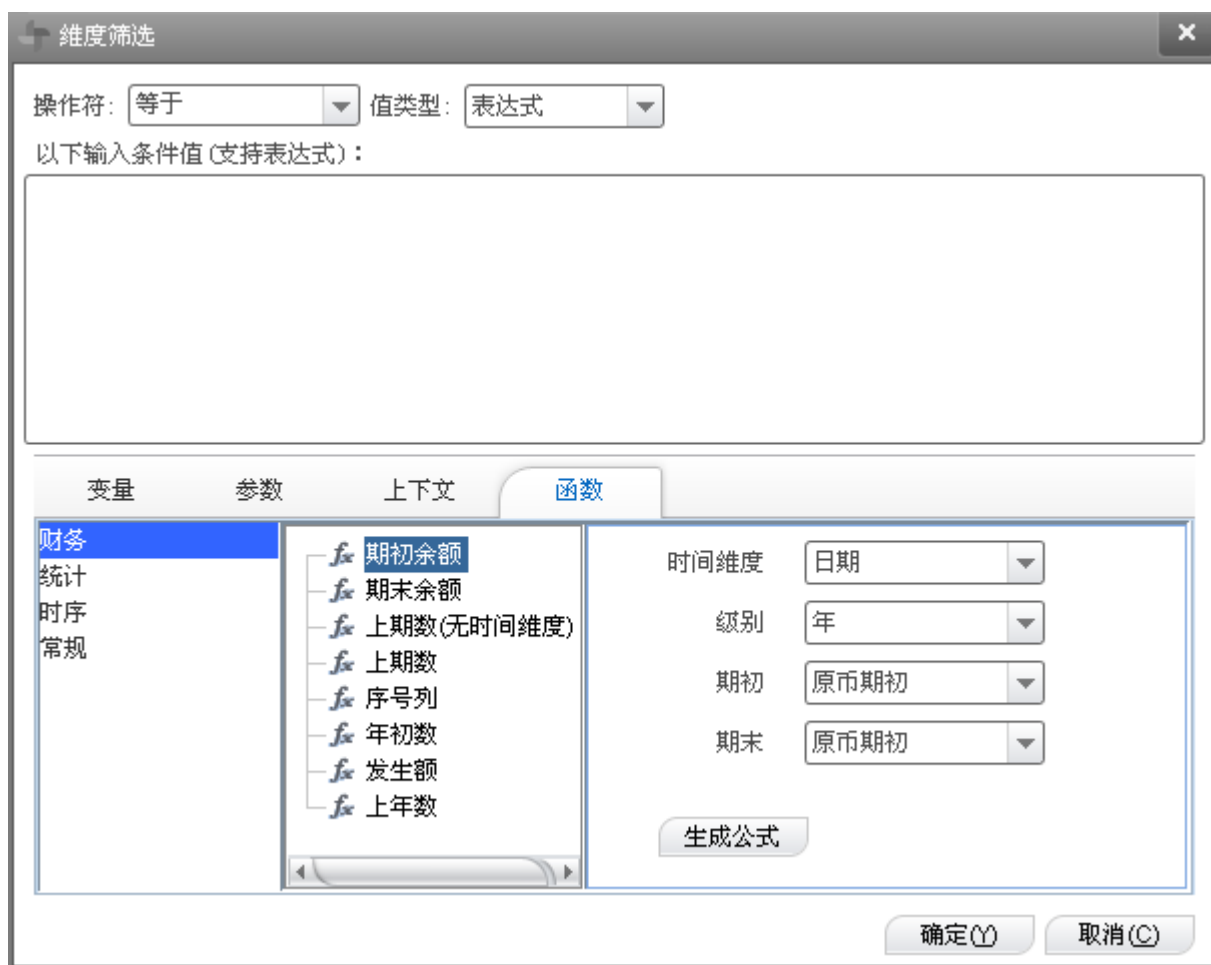 维度筛选
操作符: 等于 值类型: 表达式
以下输入条件值(支持表达式)：
变量 参数 上下文 函数
财务
统计
时序
常规
期初余额
期末余额
上期数(无时间维度)
上期数
序号列
年初数
发生额
上年数
时间维度 日期
级别 年
期初 原币期初
期末 原币期初
生成公式
确定(Y) 取消(C)